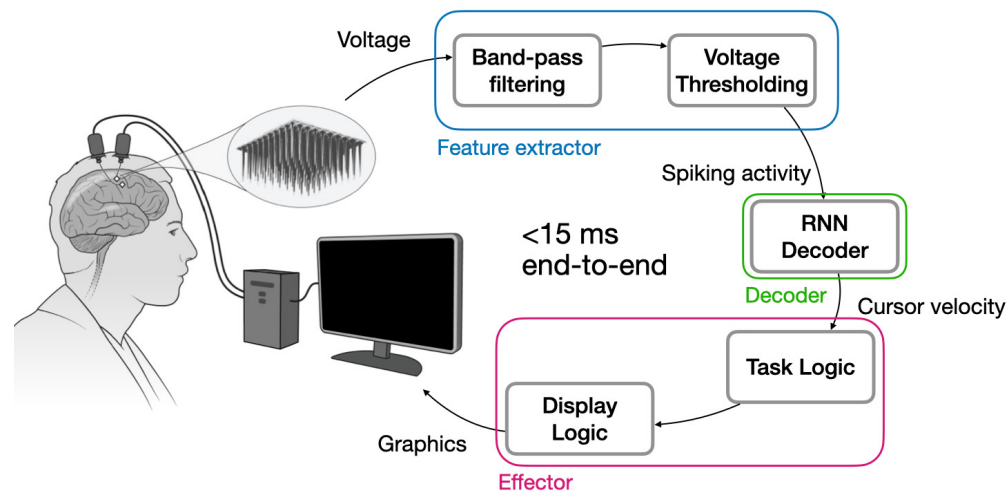 Voltage
Band-pass
filtering
Voltage
Thresholding
Feature extractor
Spiking activity
RNN
Decoder
Decoder
<15 ms
end-to-end
Cursor velocity
Task Logic
Display
Logic
Graphics
Effector